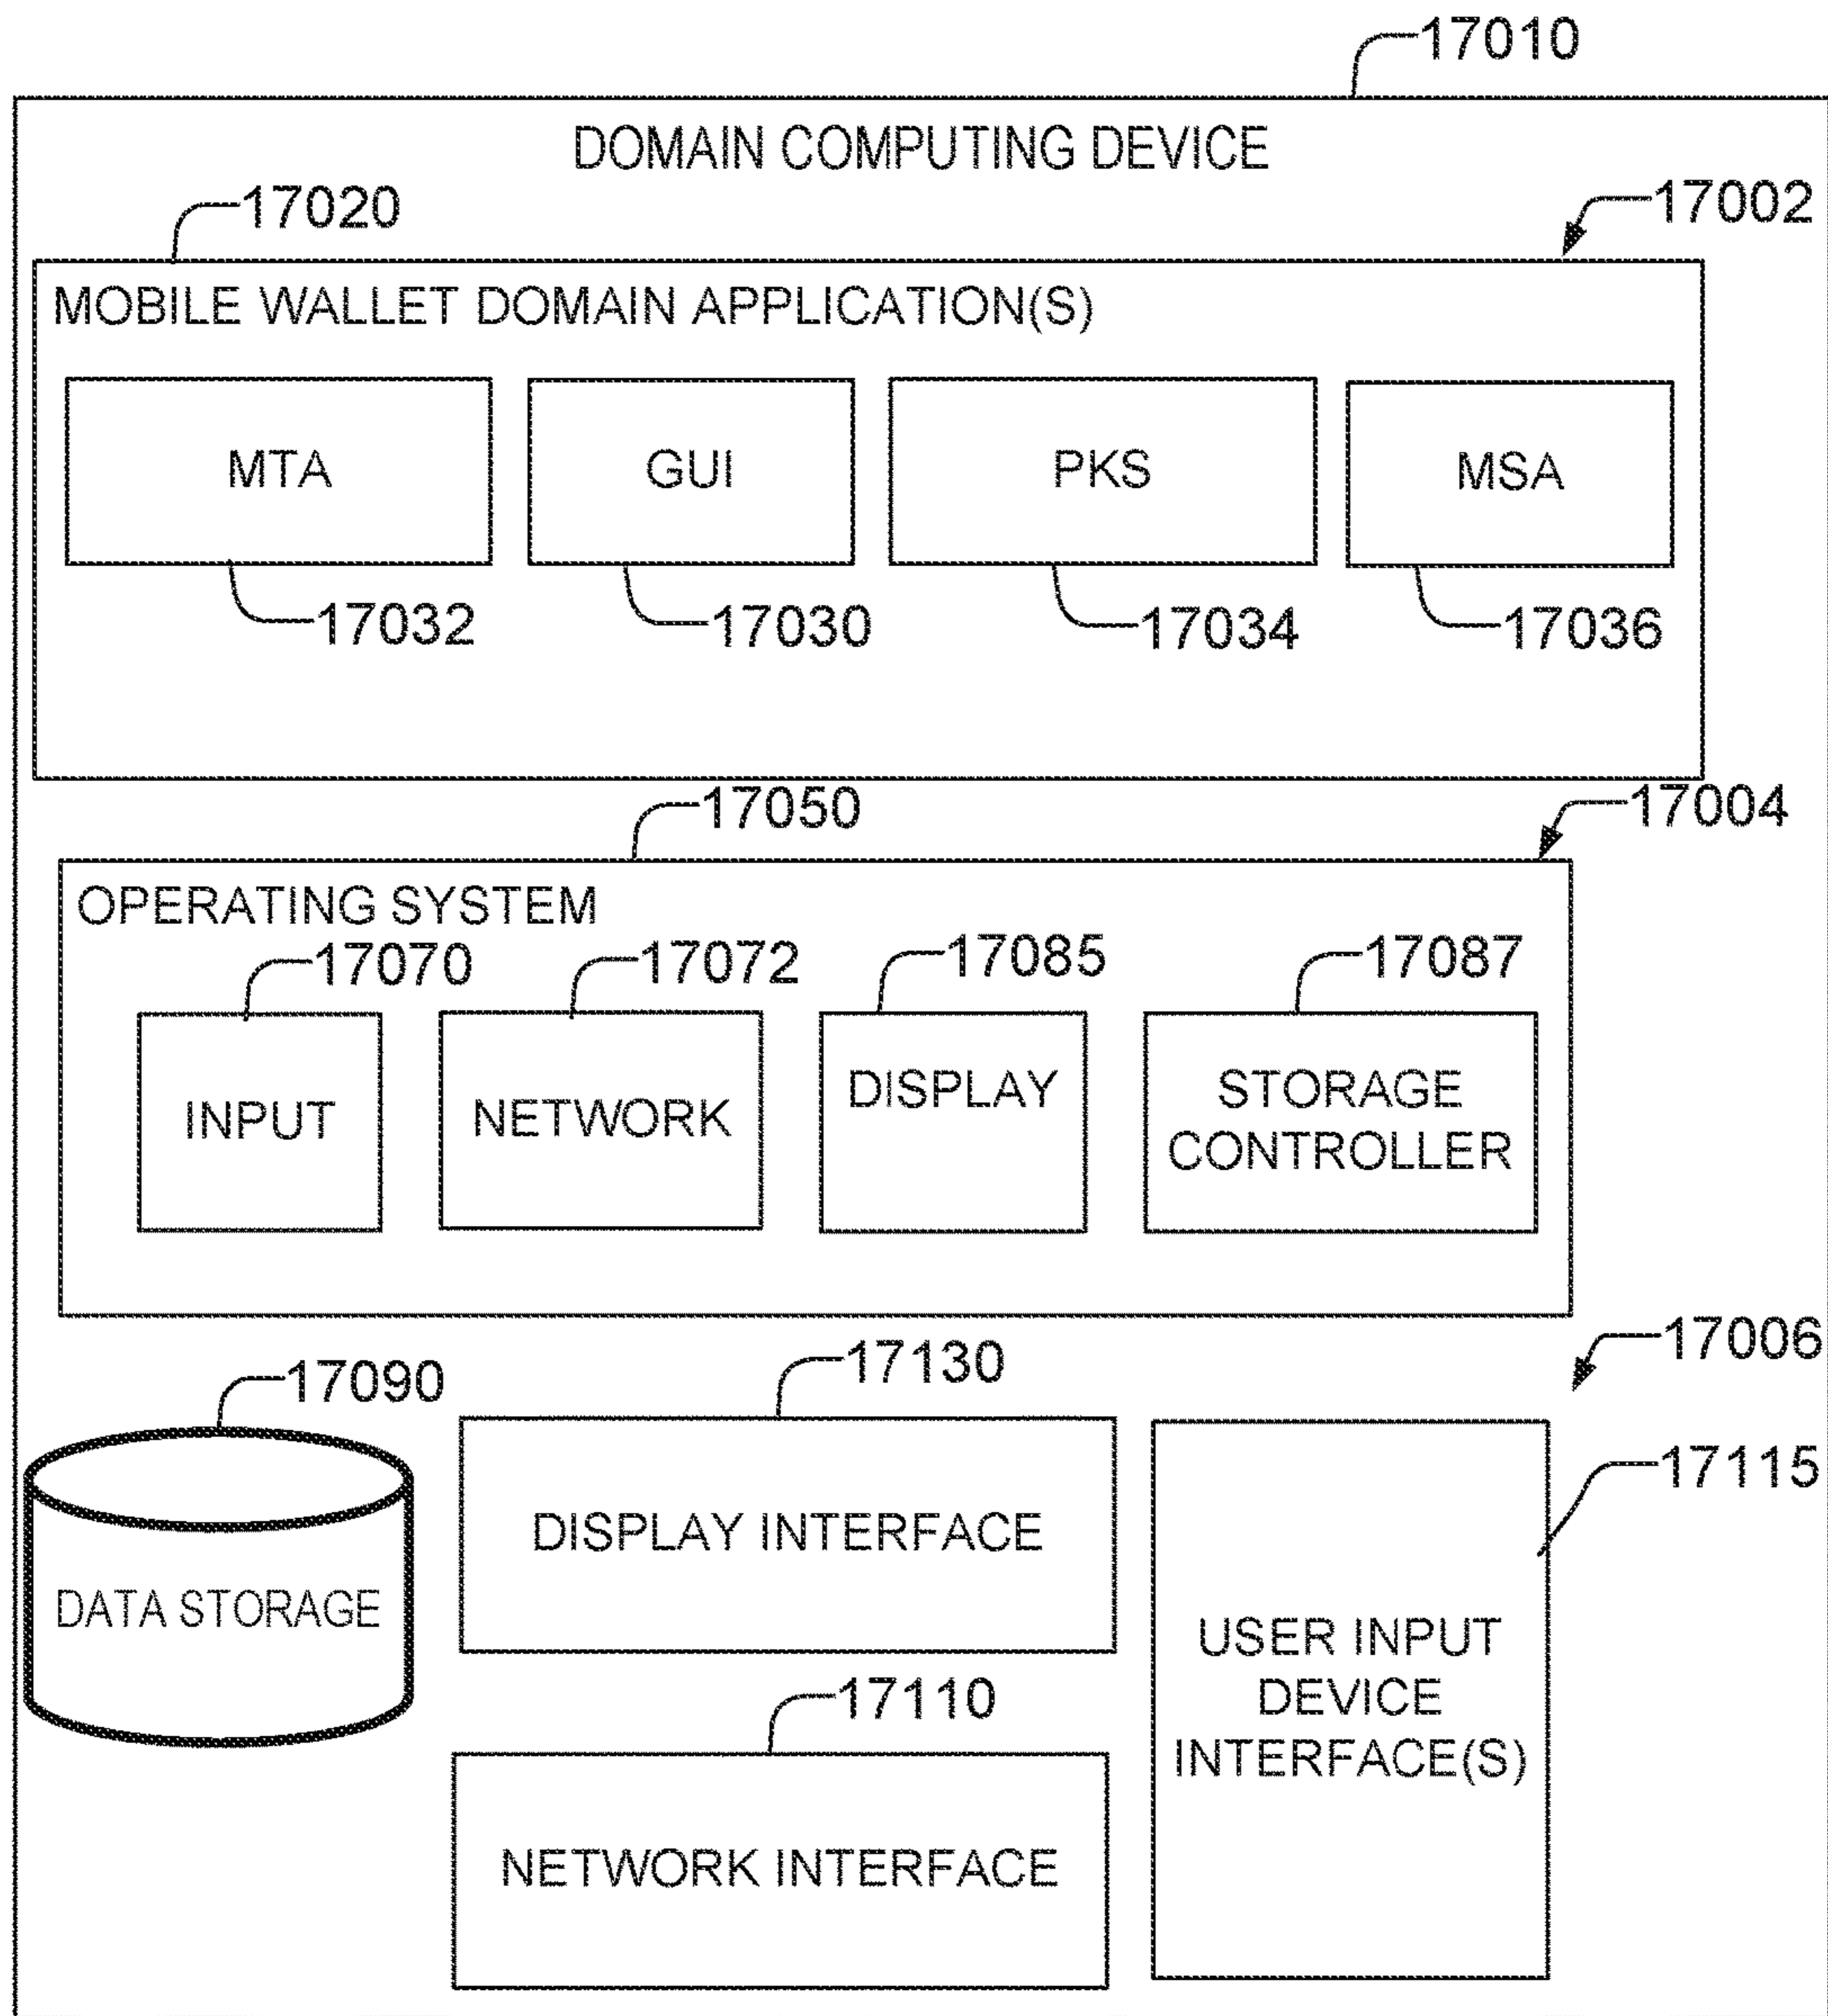 17010
DOMAIN COMPUTING DEVICE
17020
17002
MOBILE WALLET DOMAIN APPLICATION(S)
MTA
GUI
PKS
MSA
17032
17030
17034
17036
17050
17004
OPERATING SYSTEM
17070
17072
17085
17087
INPUT
NETWORK
DISPLAY
STORAGE
CONTROLLER
17006
17090
17130
17115
DATA STORAGE
DISPLAY INTERFACE
USER INPUT
DEVICE
INTERFACE(S)
17110
NETWORK INTERFACE